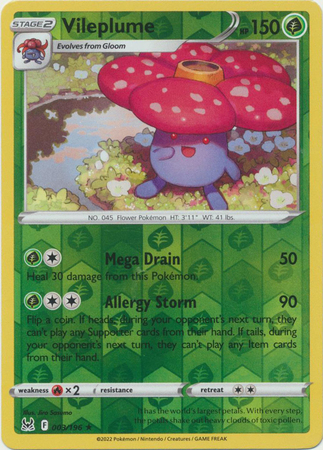 STAGE 2
Vileplume
HP 150
Evolves from Gloom
NO. 045 Flower Pokémon HT: 3'11" WT: 41 lbs
Mega Drain 50
Heal 30 damage from this Pokémon.
Allergy Storm 90
Flip a coin. If heads, during your opponent's next turn, they
can't play any Supporter cards from their hand. If tails, during
your opponent's next turn, they can't play any Item cards
from their hand.
weakness ×2 resistance retreat
Illus.
F 003/196 ★
It has the world's largest petals. With every step,
the petals shake out heavy clouds of toxic pollen.
©2022 Pokémon / Nintendo / Creatures / GAME FREAK